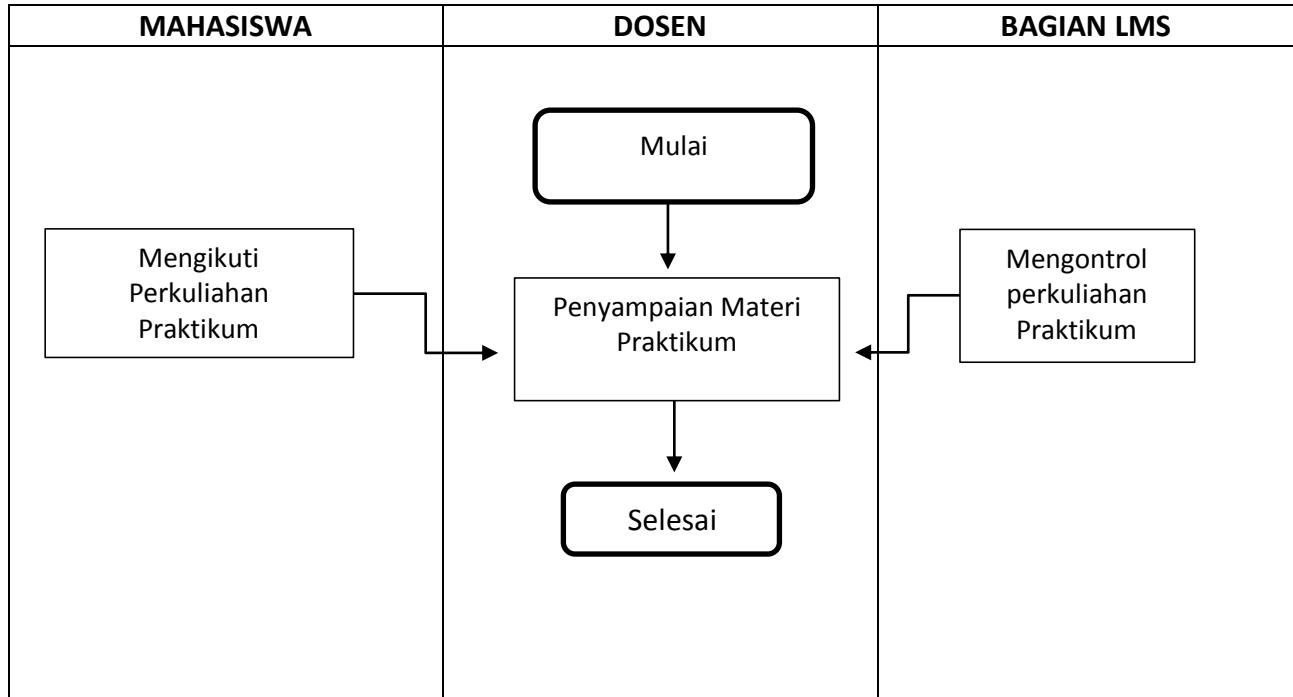 MAHASISWA
DOSEN
BAGIAN LMS
Mulai
Mengikuti
Perkuliahan
Praktikum
Penyampaian Materi
Praktikum
Mengontrol
perkuliahan
Praktikum
Selesai